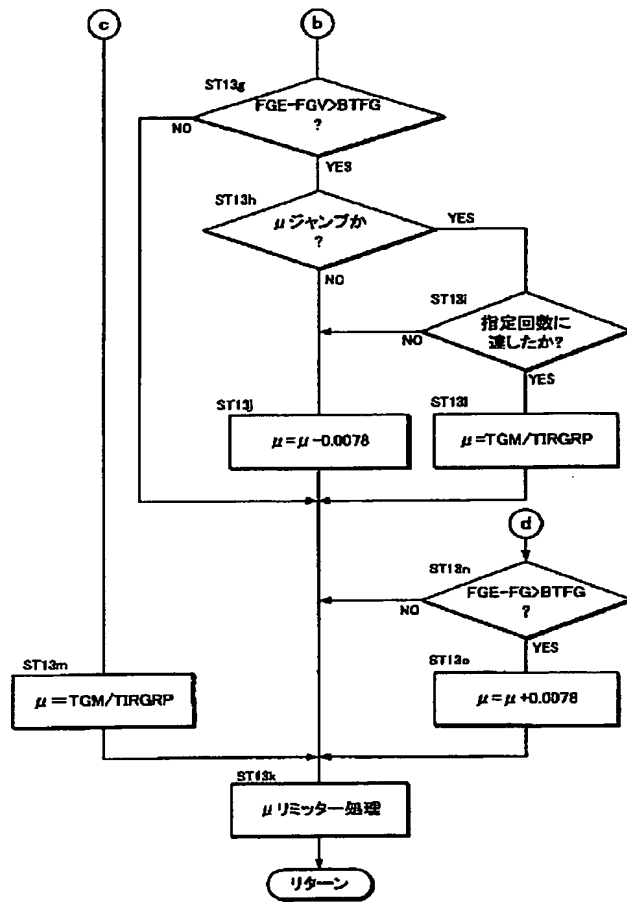 c
b
ST13g
FGE-FGV>BTFG
?
NO
YES
ST13h
μジャンプか
?
YES
NO
ST13i
指定回数に
達したか?
NO
YES
ST13j
μ=μ-0.0078
ST13l
μ=TGM/TIRGRP
d
ST13n
FGE-FG>BTFG
?
NO
YES
ST13m
μ=TGM/TIRGRP
ST13o
μ=μ+0.0078
ST13k
μリミッター処理
リターン